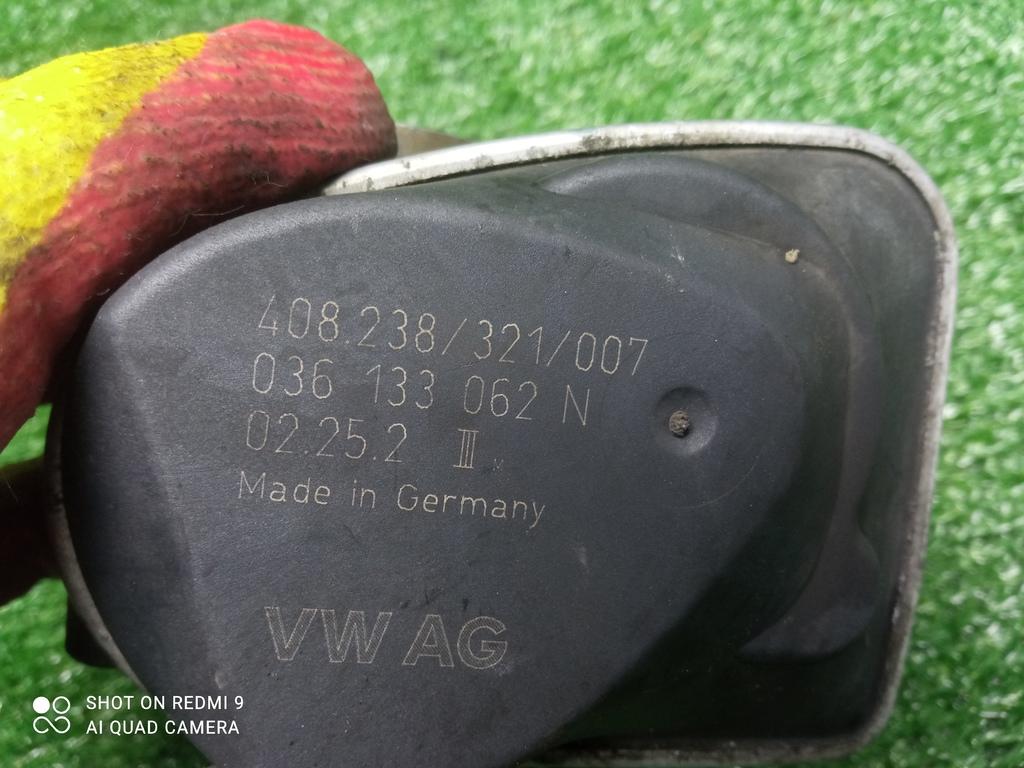 408.238/321/007
036 133 062 N
02.25.2 III
Made in Germany
VW AG
SHOT ON REDMI 9
AI QUAD CAMERA